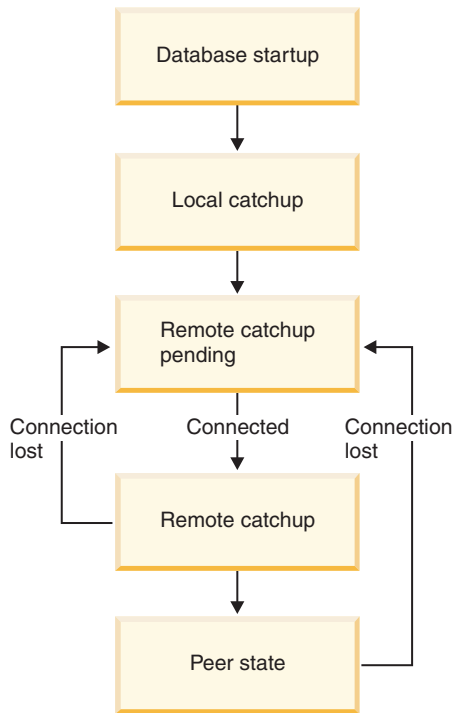 Database startup
Local catchup
Remote catchup
pending
Connection
lost
Connected
Connection
lost
Remote catchup
Peer state